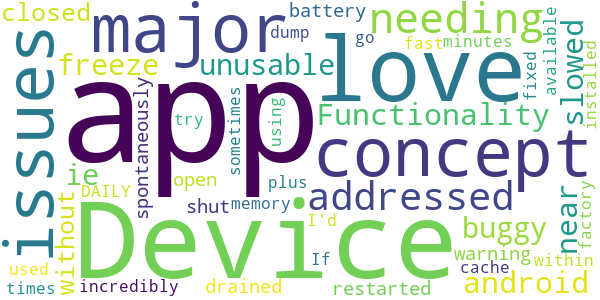 closed
major
battery
dump
go
needing
fast
minutes
fixed
available
installed
issues
freeze
unusable
love
slowed
app
spontaneously
try
sometimes
using
Functionality
concept
ie
without
DAILY
open
shut
memory
plus
addressed
near
factory
Device
I'd
If
buggy
warning
within
cache
android
used
times
incredibly
drained
restarted